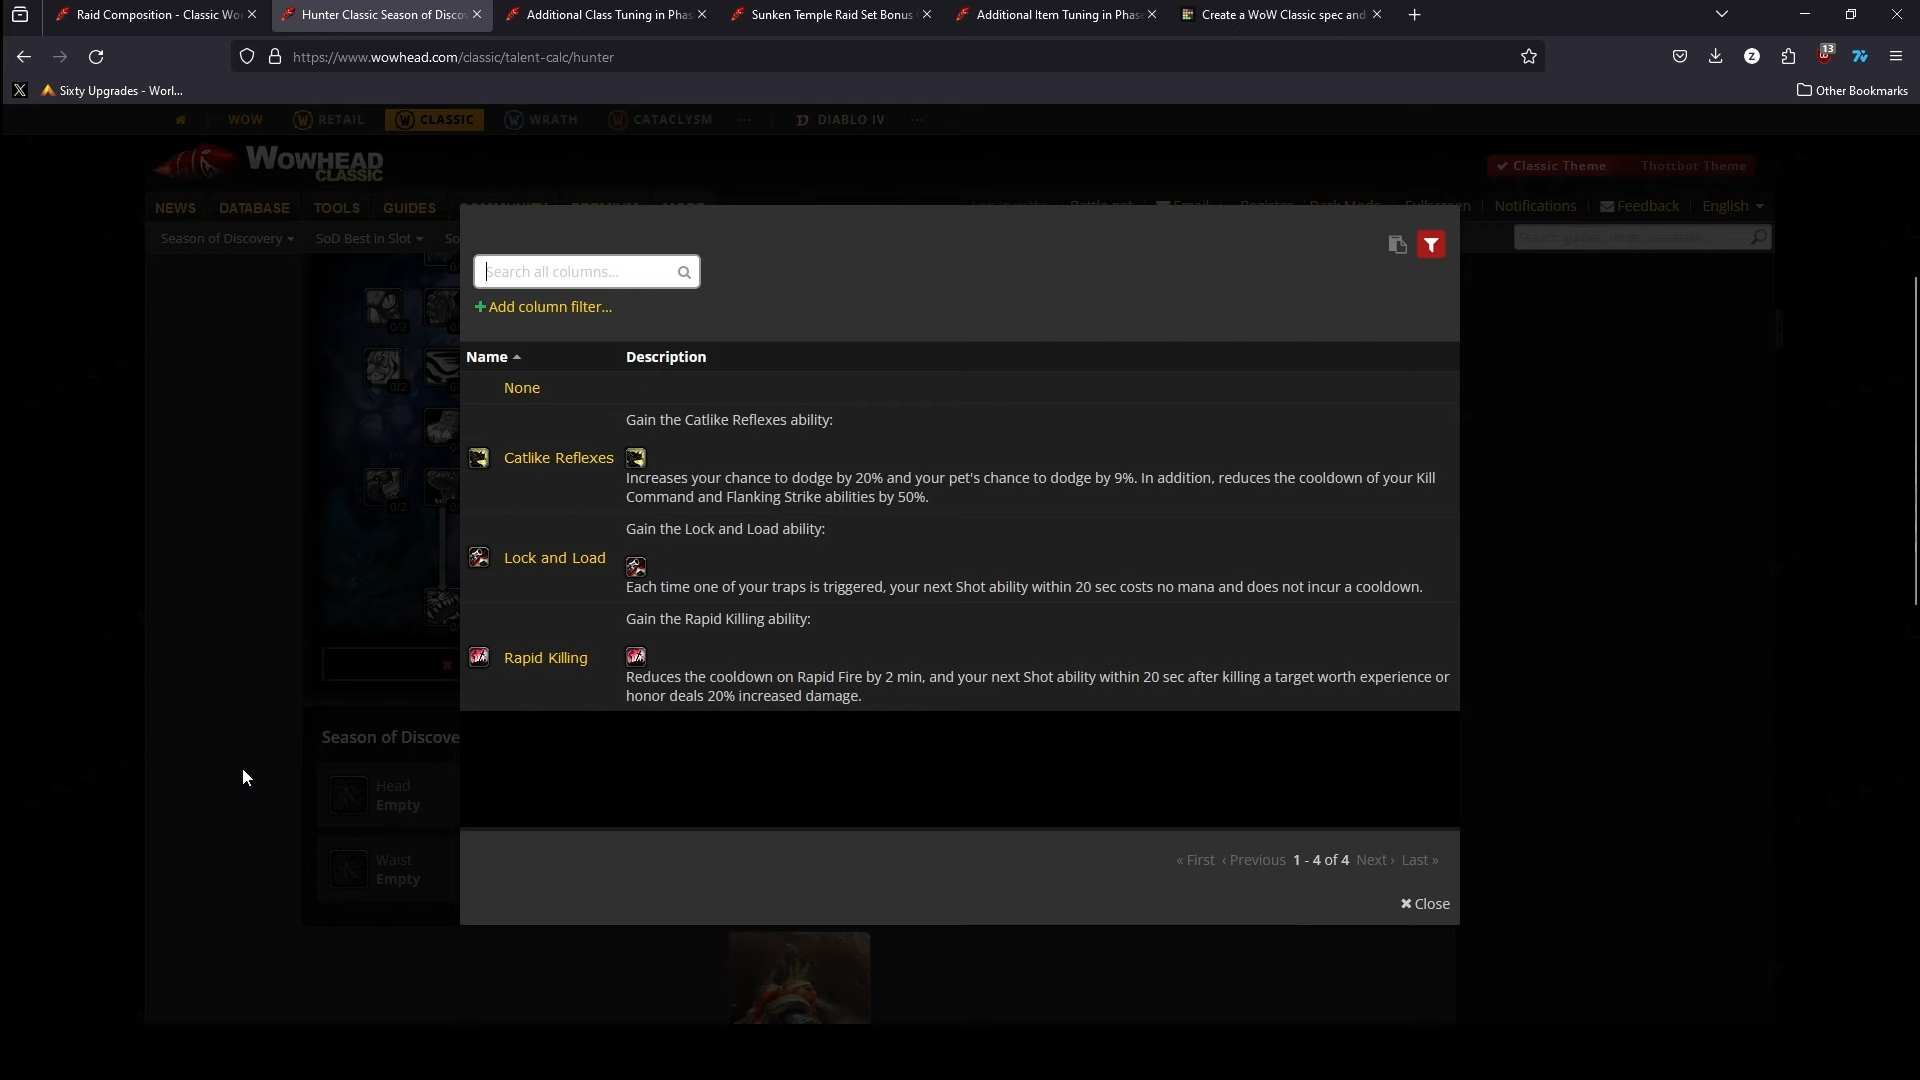 Raid Composition - Classic Wo
Hunter Classic Season of Disco
Additional Class Tuning in Phas
Sunken Temple Raid Set Bonus
Additional Item Tuning in Phase
Create a WoW Classic spec and
https://www.wowhead.com/classic/talent-calc/hunter
13
Sixty Upgrades - Worl...
Other Bookmarks
WOW
RETAIL
CLASSIC
WRATH
CATACLYSM
DIABLO IV
WOWHEAD
CLASSIC
Classic Theme
Thottbot Theme
NEWS
DATABASE
TOOLS
GUIDES
Notifications
Feedback
English
Season of Discovery
SoD Best in Slot
So
Search all columns...
Add column filter...
Name
Description
None
Gain the Catlike Reflexes ability:
Catlike Reflexes
Increases your chance to dodge by 20% and your pet's chance to dodge by 9%. In addition, reduces the cooldown of your Kill
Command and Flanking Strike abilities by 50%.
Gain the Lock and Load ability:
Lock and Load
Each time one of your traps is triggered, your next Shot ability within 20 sec costs no mana and does not incur a cooldown.
Gain the Rapid Killing ability:
Rapid Killing
Reduces the cooldown on Rapid Fire by 2 min, and your next Shot ability within 20 sec after killing a target worth experience or
honor deals 20% increased damage.
0/2
0/2
0/2
Season of Discove
Head
Empty
Waist
Empty
« First ‹ Previous 1 - 4 of 4 Next › Last »
Close